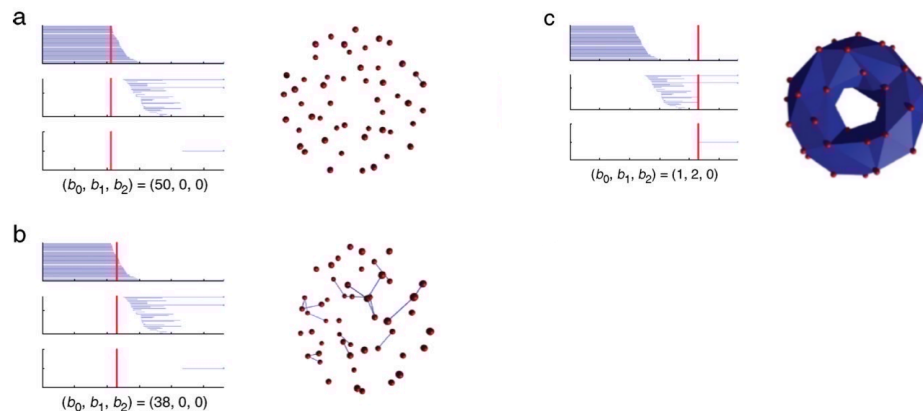 a
(b₀, b₁, b₂) = (50, 0, 0)
b
(b₀, b₁, b₂) = (38, 0, 0)
c
(b₀, b₁, b₂) = (1, 2, 0)